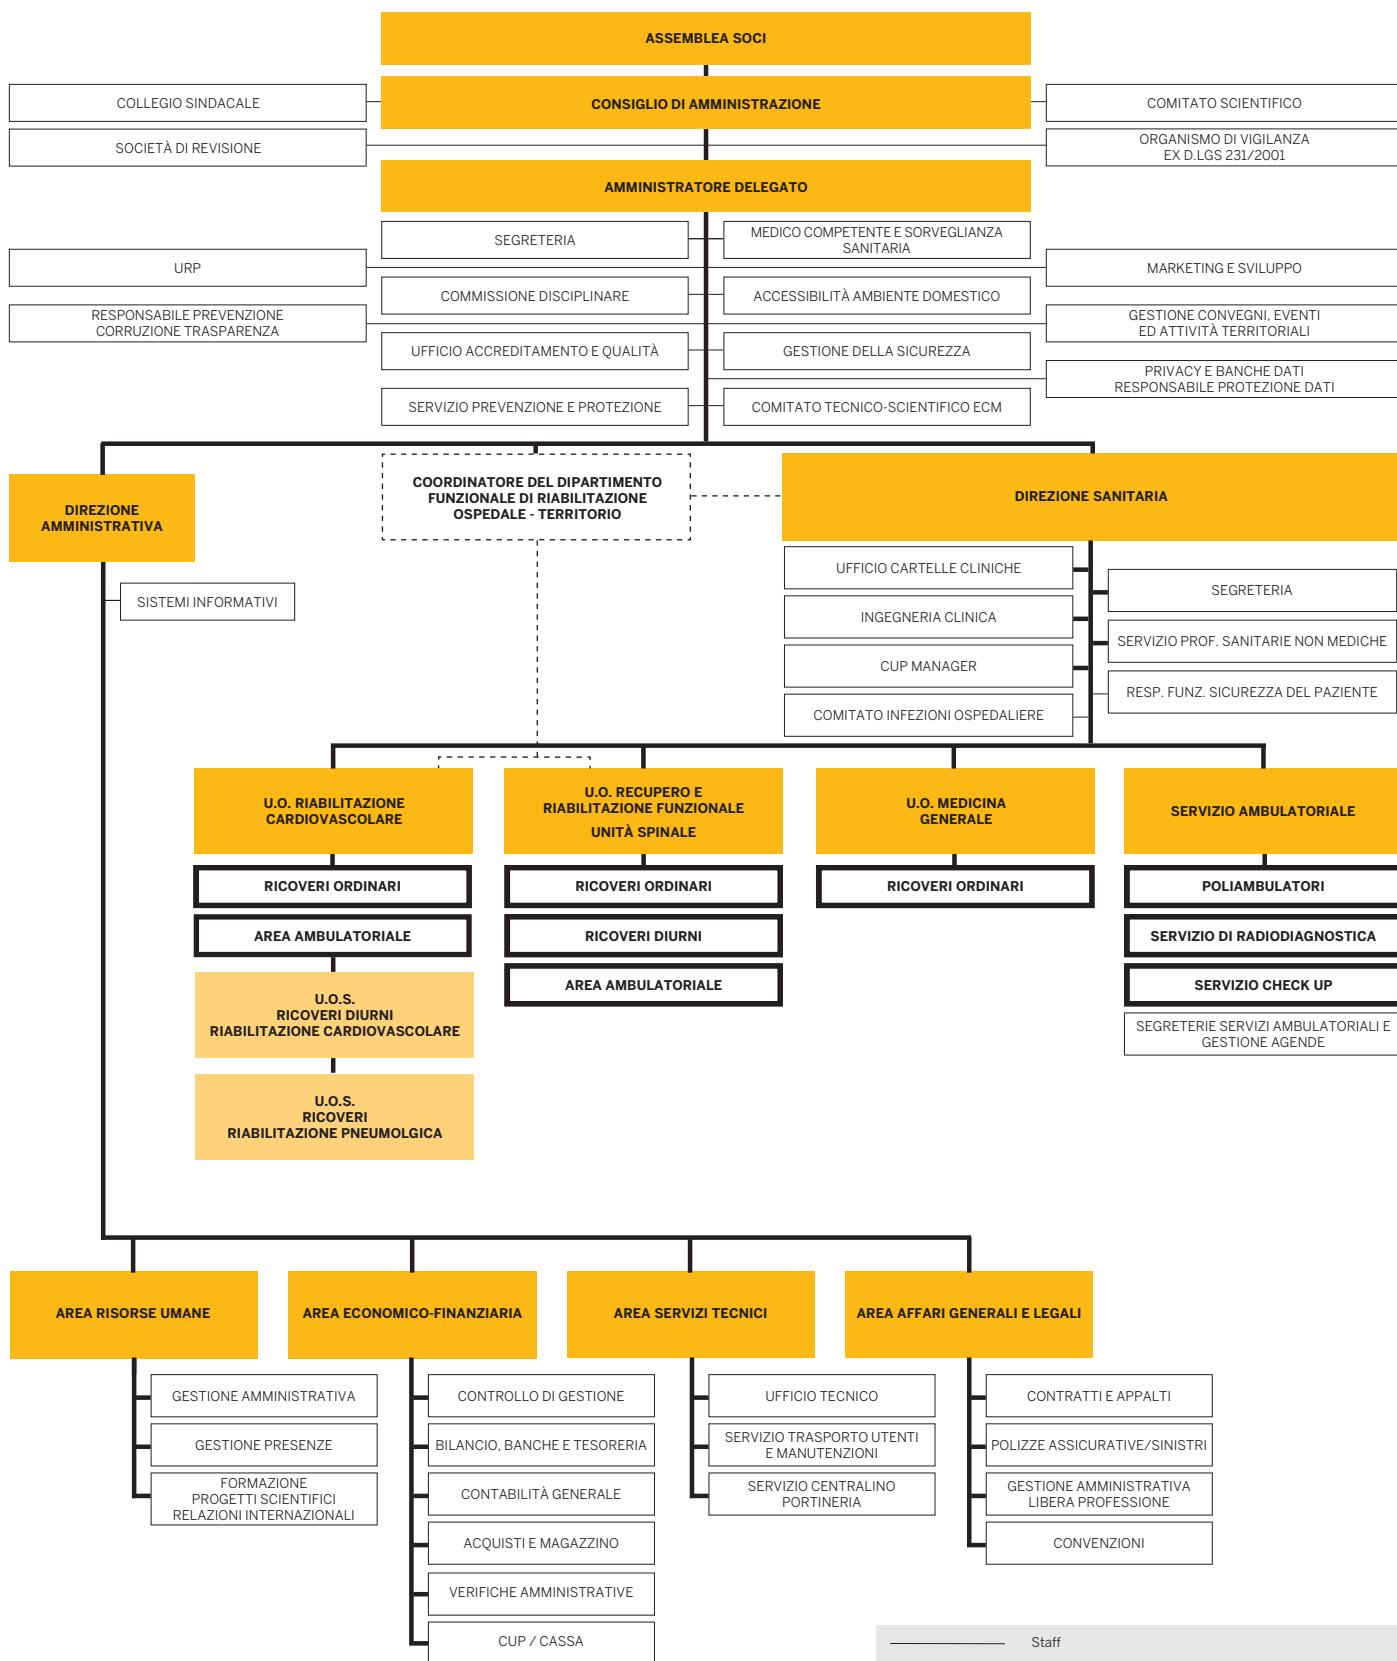 ASSEMBLEA SOCI
COLLEGIO SINDACALE
CONSIGLIO DI AMMINISTRAZIONE
COMITATO SCIENTIFICO
SOCIETÀ DI REVISIONE
ORGANISMO DI VIGILANZA
EX D.LGS 231/2001
AMMINISTRATORE DELEGATO
SEGRETERIA
MEDICO COMPETENTE E SORVEGLIANZA
SANITARIA
URP
MARKETING E SVILUPPO
COMMISSIONE DISCIPLINARE
ACCESSIBILITÀ AMBIENTE DOMESTICO
RESPONSABILE PREVENZIONE
CORRUZIONE TRASPARENZA
GESTIONE CONVEGNI, EVENTI
ED ATTIVITÀ TERRITORIALI
UFFICIO ACCREDITAMENTO E QUALITÀ
GESTIONE DELLA SICUREZZA
PRIVACY E BANCHE DATI
RESPONSABILE PROTEZIONE DATI
SERVIZIO PREVENZIONE E PROTEZIONE
COMITATO TECNICO-SCIENTIFICO ECM
DIREZIONE
AMMINISTRATIVA
COORDINATORE DEL DIPARTIMENTO
FUNZIONALE DI RIABILITAZIONE
OSPEDALE - TERRITORIO
DIREZIONE SANITARIA
SISTEMI INFORMATIVI
UFFICIO CARTELLE CLINICHE
SEGRETERIA
INGEGNERIA CLINICA
SERVIZIO PROF. SANITARIE NON MEDICHE
CUP MANAGER
RESP. FUNZ. SICUREZZA DEL PAZIENTE
COMITATO INFEZIONI OSPEDALIERE
U.O. RIABILITAZIONE
CARDIOVASCOLARE
U.O. RECUPERO E
RIABILITAZIONE FUNZIONALE
UNITÀ SPINALE
U.O. MEDICINA
GENERALE
SERVIZIO AMBULATORIALE
RICOVERI ORDINARI
RICOVERI ORDINARI
RICOVERI ORDINARI
POLIAMBULATORI
AREA AMBULATORIALE
RICOVERI DIURNI
SERVIZIO DI RADIODIAGNOSTICA
AREA AMBULATORIALE
SERVIZIO CHECK UP
U.O.S.
RICOVERI DIURNI
RIABILITAZIONE CARDIOVASCOLARE
SEGRETERIE SERVIZI AMBULATORIALI E
GESTIONE AGENDE
U.O.S.
RICOVERI
RIABILITAZIONE PNEUMOLGICA
AREA RISORSE UMANE
AREA ECONOMICO-FINANZIARIA
AREA SERVIZI TECNICI
AREA AFFARI GENERALI E LEGALI
GESTIONE AMMINISTRATIVA
CONTROLLO DI GESTIONE
UFFICIO TECNICO
CONTRATTI E APPALTI
GESTIONE PRESENZE
BILANCIO, BANCHE E TESORERIA
SERVIZIO TRASPORTO UTENTI
E MANUTENZIONI
POLIZZE ASSICURATIVE/SINISTRI
FORMAZIONE
PROGETTI SCIENTIFICI
RELAZIONI INTERNAZIONALI
CONTABILITÀ GENERALE
SERVIZIO CENTRALINO
PORTINERIA
GESTIONE AMMINISTRATIVA
LIBERA PROFESSIONE
ACQUISTI E MAGAZZINO
CONVENZIONI
VERIFICHE AMMINISTRATIVE
CUP / CASSA
Staff